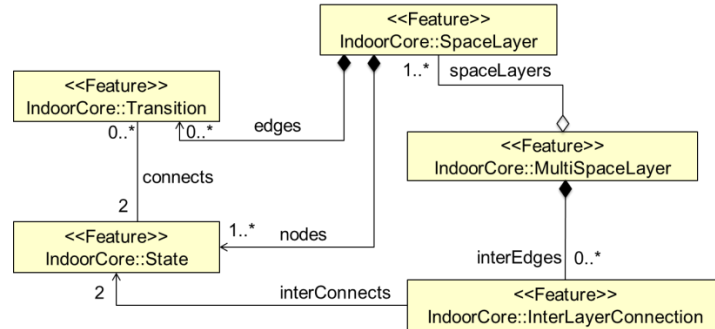 <<Feature>>
IndoorCore::SpaceLayer
1..*
spaceLayers
<<Feature>>
IndoorCore::Transition
0..*
0..*
edges
<<Feature>>
IndoorCore::MultiSpaceLayer
connects
2
1..*
nodes
<<Feature>>
IndoorCore::State
interEdges
0..*
2
interConnects
<<Feature>>
IndoorCore::InterLayerConnection